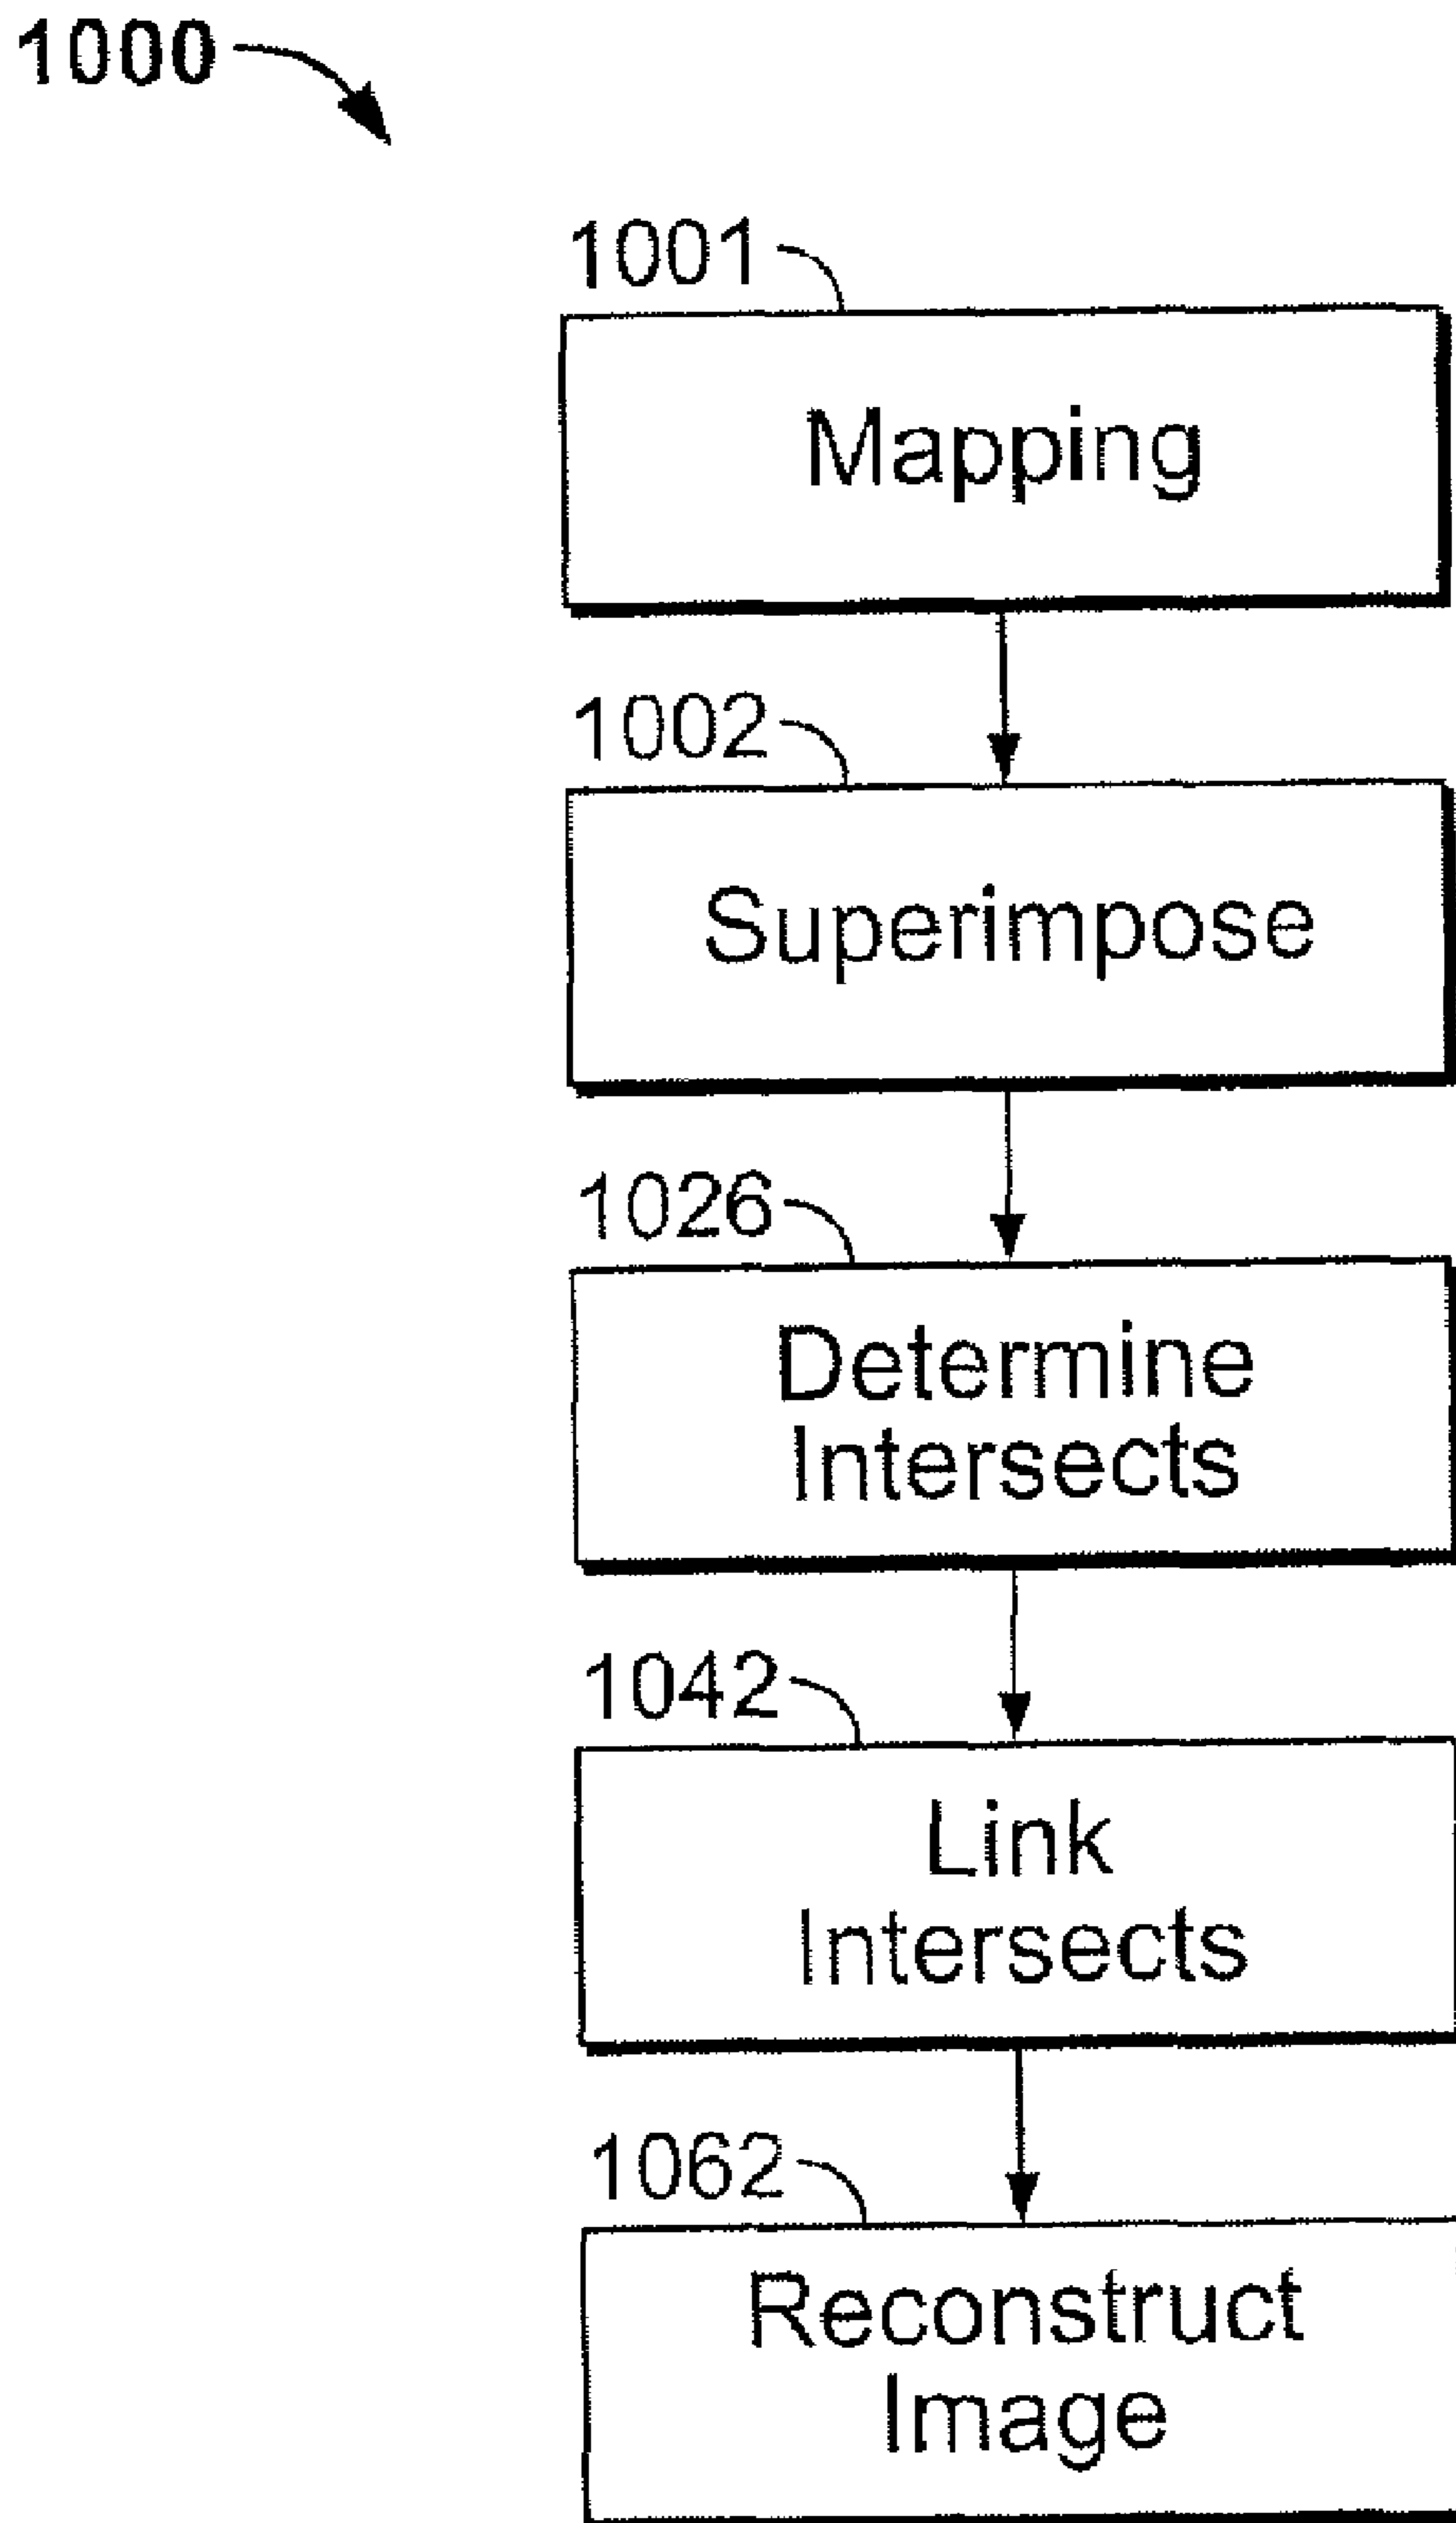 1000
1001
Mapping
1002
Superimpose
1026
Determine
Intersects
1042
Link
Intersects
1062
Reconstruct
Image